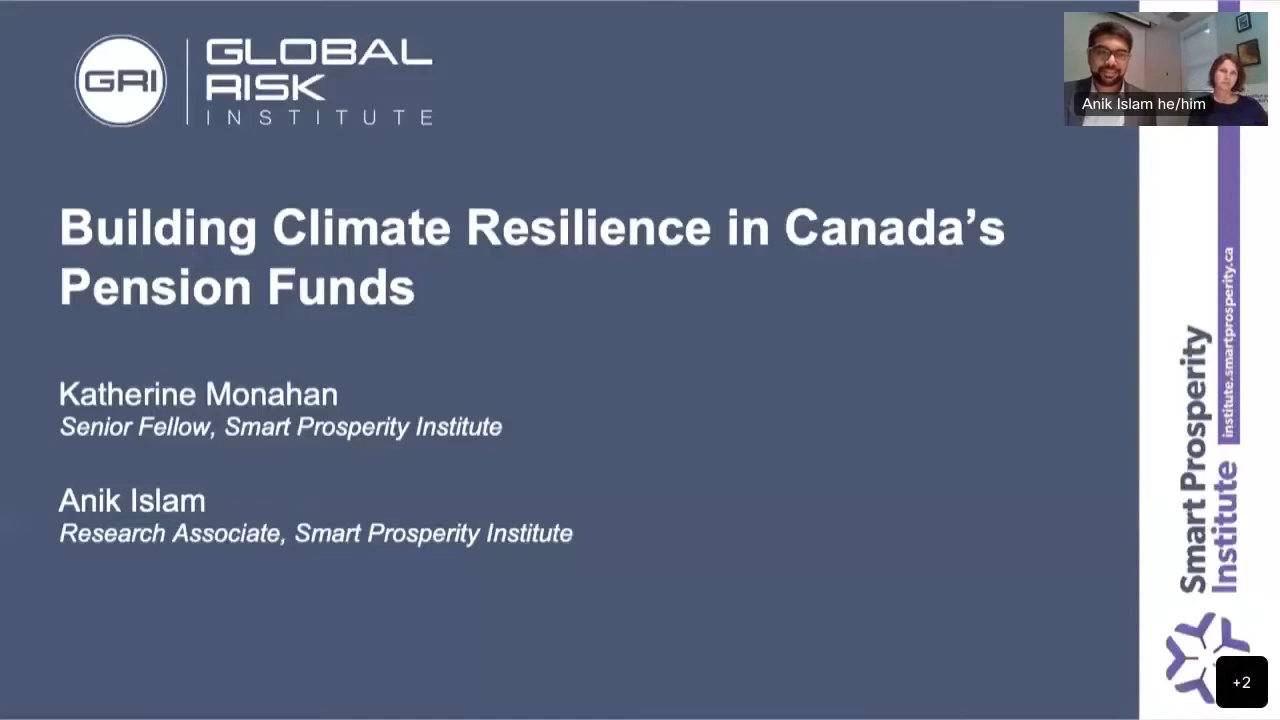 GRI
GLOBAL
RISK
INSTITUTE
Anik Islam he/him
Building Climate Resilience in Canada’s
Pension Funds
Katherine Monahan
Senior Fellow, Smart Prosperity Institute
Anik Islam
Research Associate, Smart Prosperity Institute
Smart Prosperity
Institute
institute.smartprosperity.ca
+2